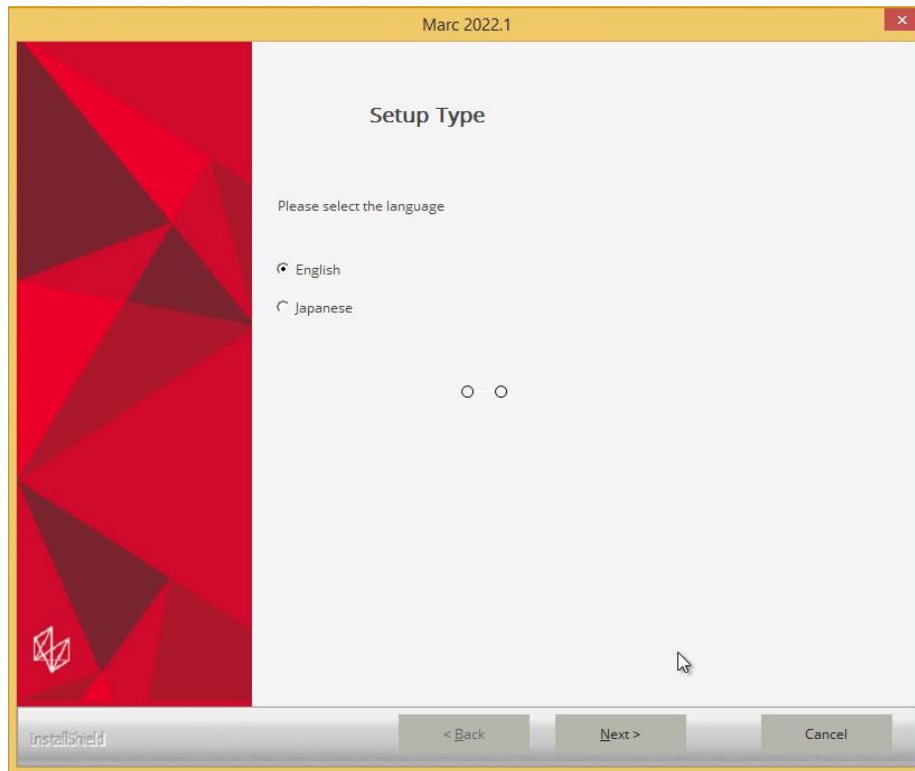 Marc 2022.1
Setup Type
Please select the language
English
Japanese
InstallShield
< Back
Next >
Cancel